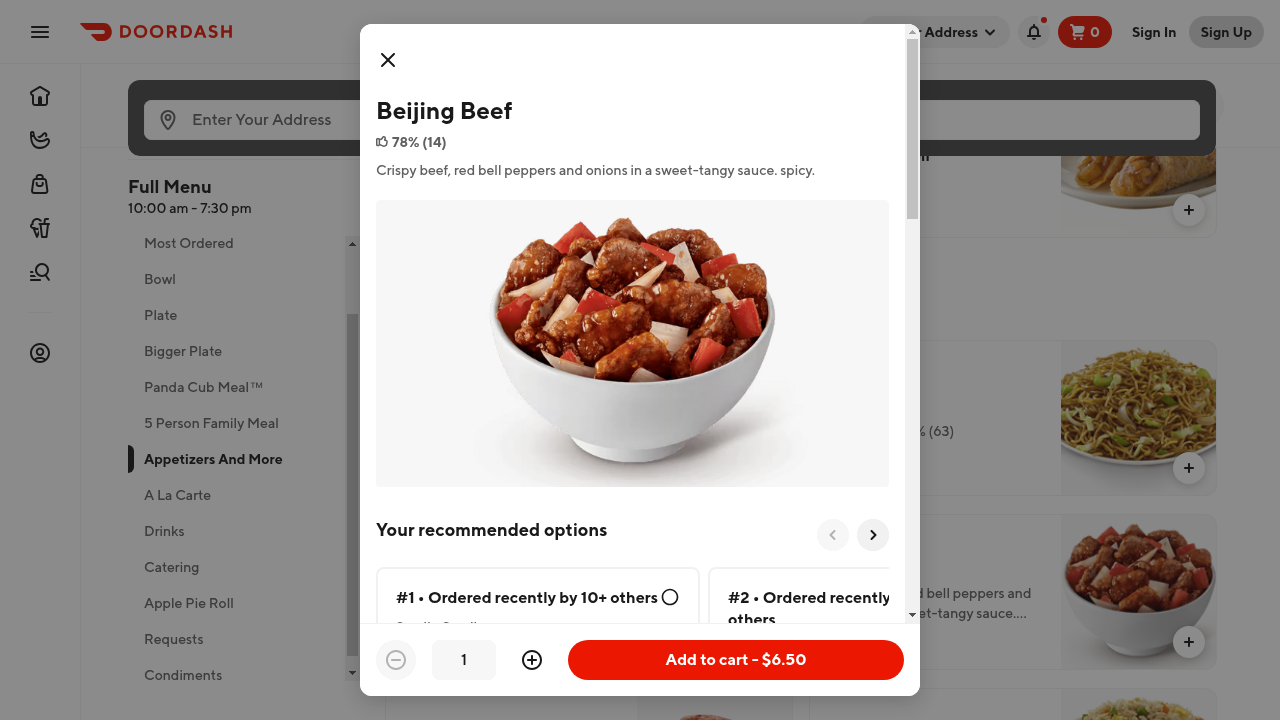 DOORDASH
Address
0
Sign In
Sign Up
Enter Your Address
Full Menu
10:00 am - 7:30 pm
Most Ordered
Bowl
Plate
Bigger Plate
Panda Cub Meal™
5 Person Family Meal
Appetizers And More
A La Carte
Drinks
Catering
Apple Pie Roll
Requests
Condiments
Beijing Beef
78% (14)
Crispy beef, red bell peppers and onions in a sweet-tangy sauce. spicy.
Your recommended options
#1 • Ordered recently by 10+ others
#2 • Ordered recently
others
1
Add to cart - $6.50
% (63)
d bell peppers and
et-tangy sauce....